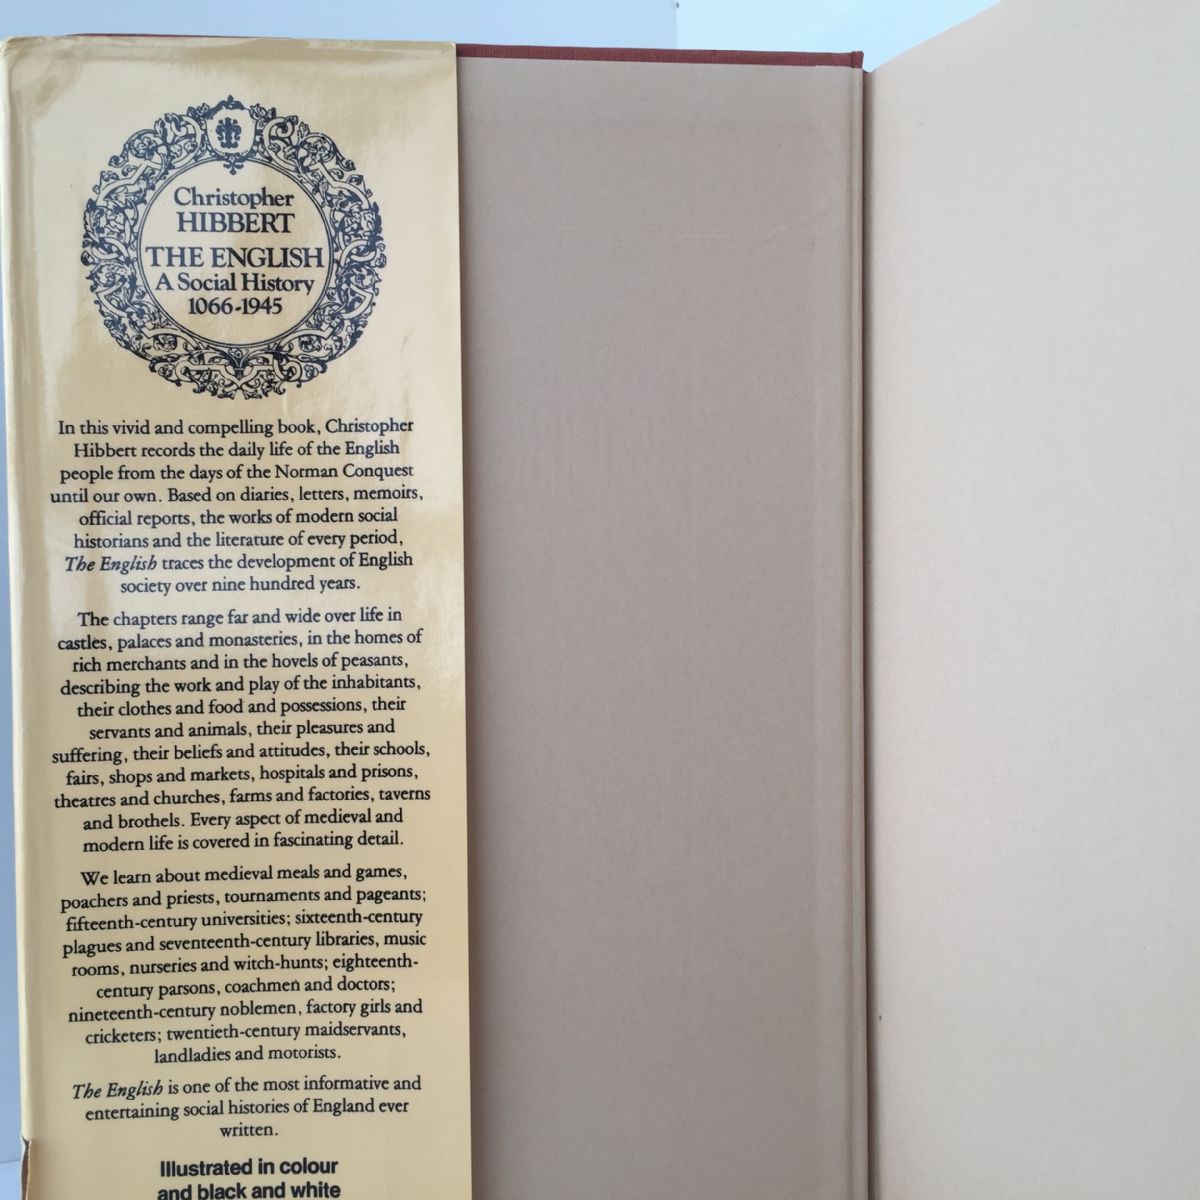 Christopher
HIBBERT
THE ENGLISH
A Social History
1066-1945
In this vivid and compelling book, Christopher
Hibbert records the daily life of the English
people from the days of the Norman Conquest
until our own. Based on diaries, letters, memoirs,
official reports, the works of modern social
historians and the literature of every period,
The English traces the development of English
society over nine hundred years.
The chapters range far and wide over life in
castles, palaces and monasteries, in the homes of
rich merchants and in the hovels of peasants,
describing the work and play of the inhabitants,
their clothes and food and possessions, their
servants and animals, their pleasures and
suffering, their beliefs and attitudes, their schools,
fairs, shops and markets, hospitals and prisons,
theatres and churches, farms and factories, taverns
and brothels. Every aspect of medieval and
modern life is covered in fascinating detail.
We learn about medieval meals and games,
poachers and priests, tournaments and pageants;
fifteenth-century universities; sixteenth-century
plagues and seventeenth-century libraries, music
rooms, nurseries and witch-hunts; eighteenth-
century parsons, coachmen and doctors;
nineteenth-century noblemen, factory girls and
cricketers; twentieth-century maidservants,
landladies and motorists.
The English is one of the most informative and
entertaining social histories of England ever
written.
Illustrated in colour
and black and white